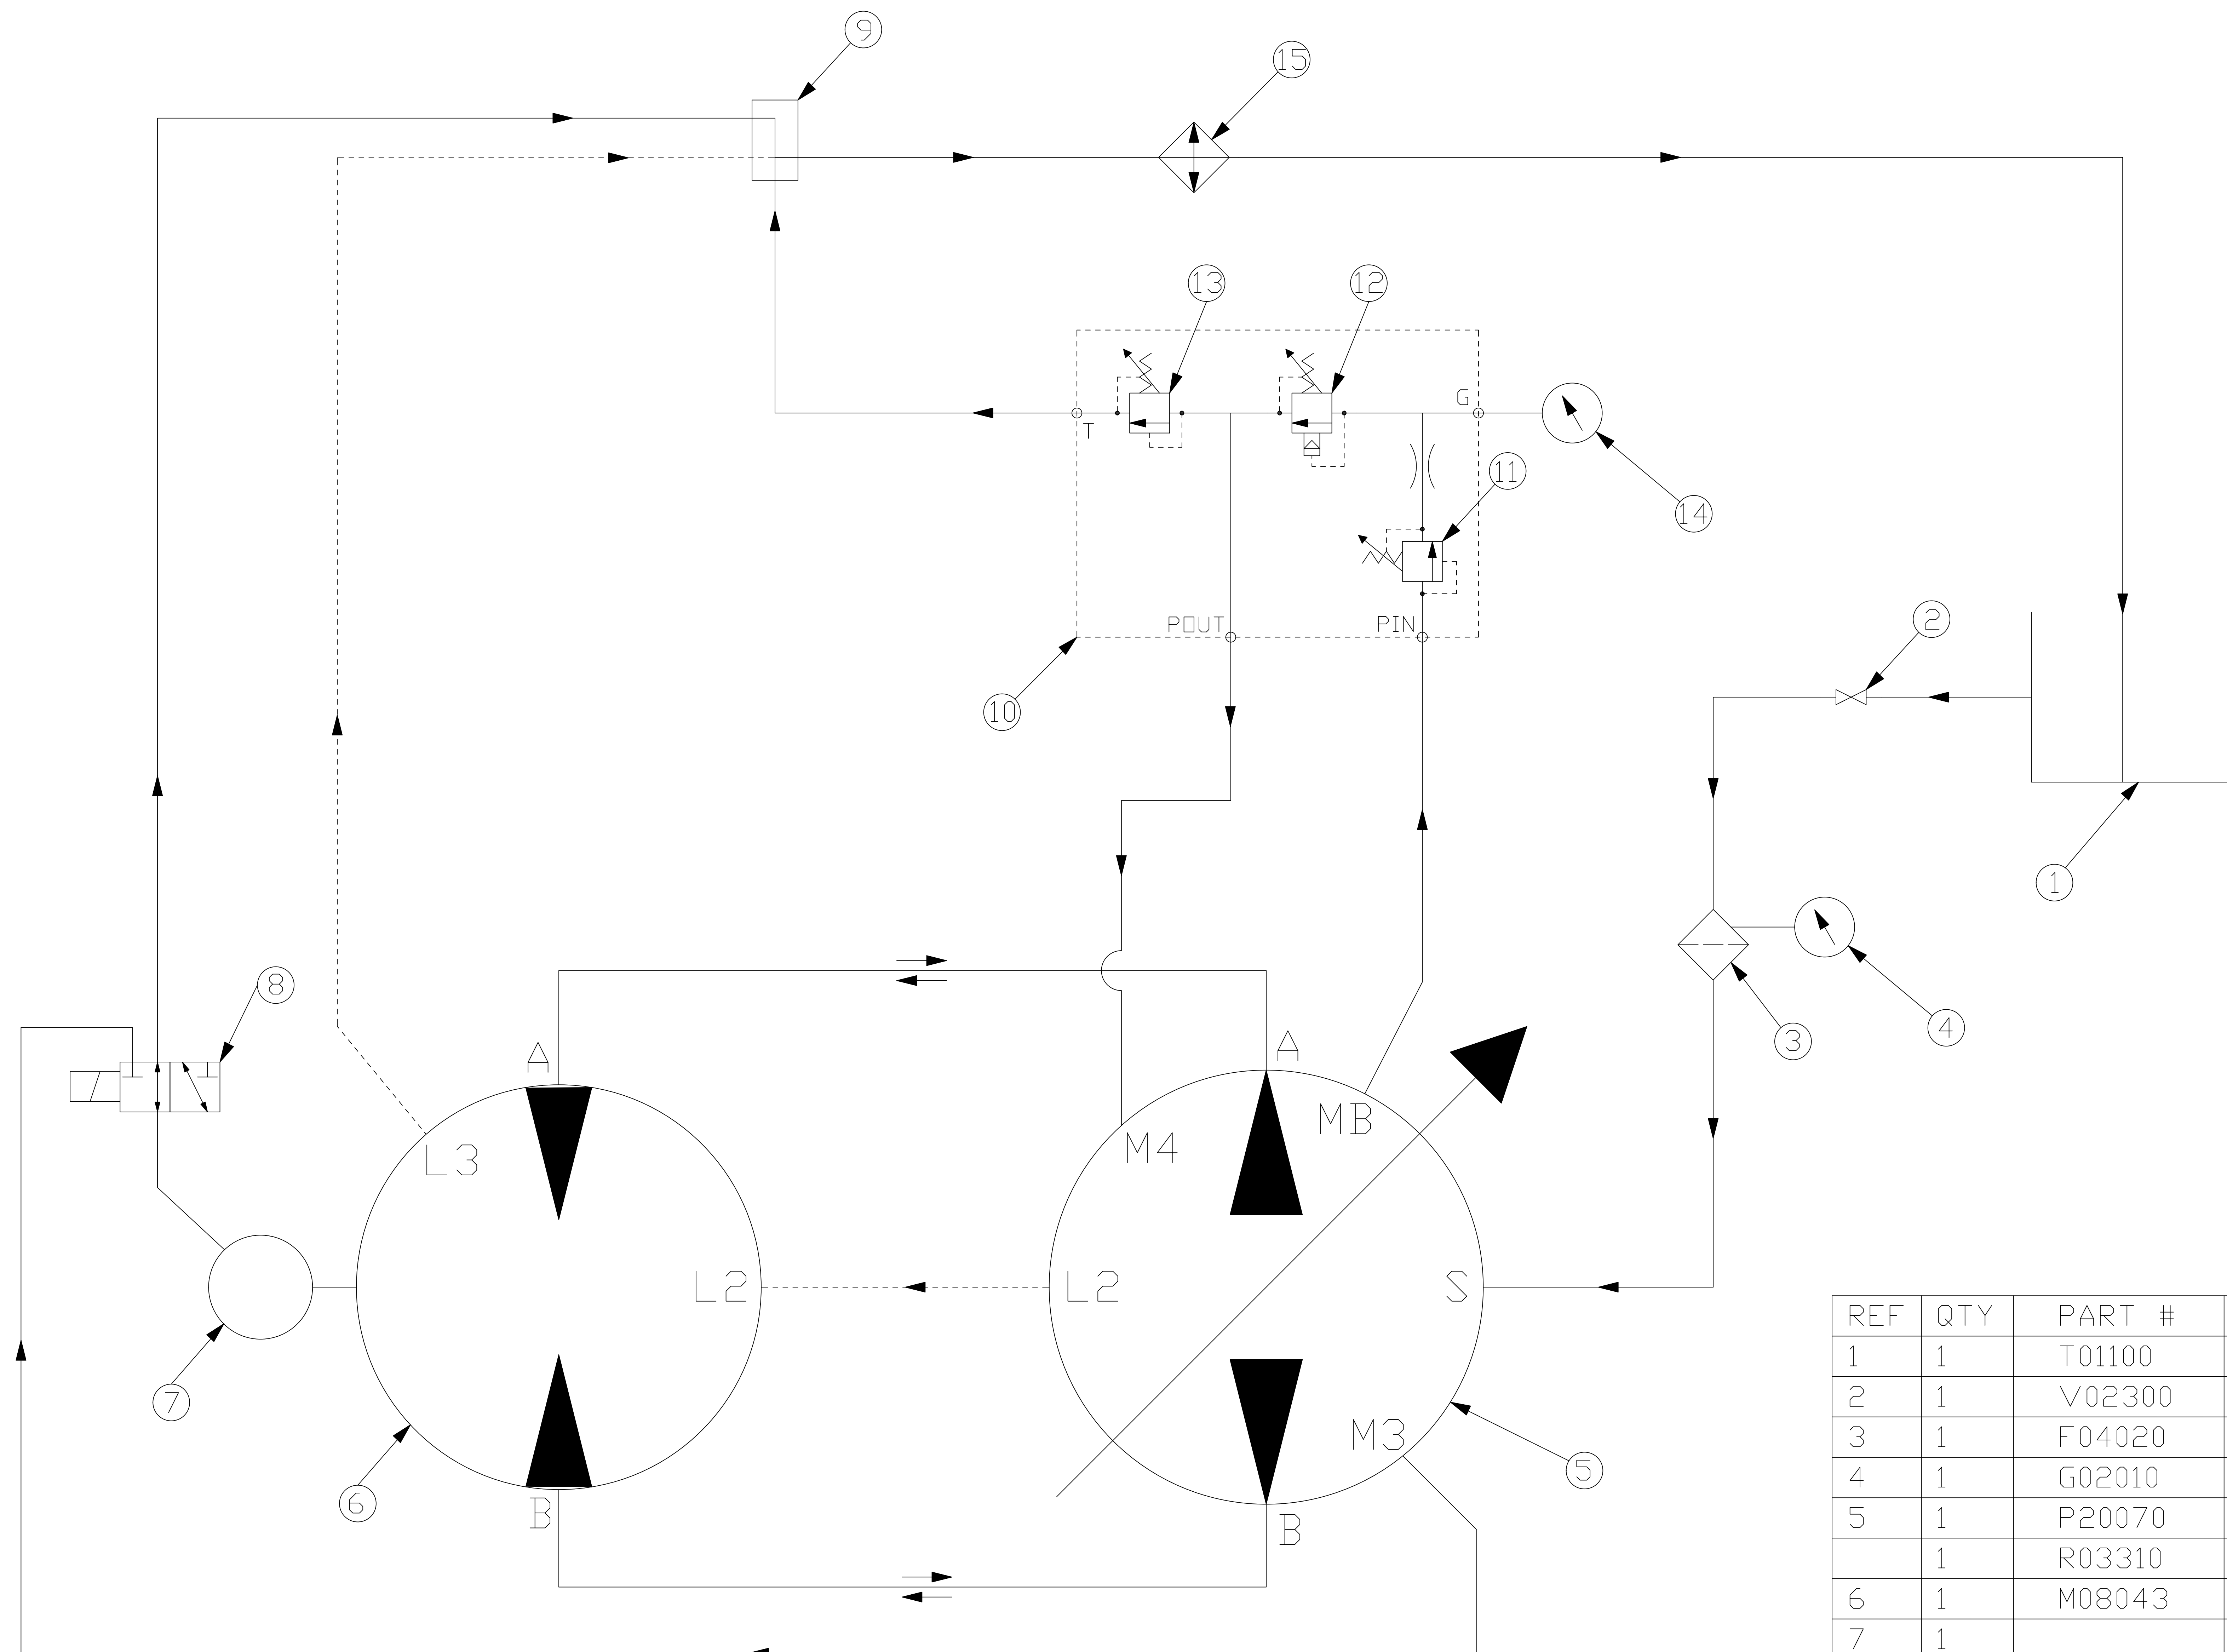 9
15
13
12
G
T
11
14
POUT
PIN
2
10
1
8
3
4
A
A
MB
L3
M4
L2
L2
S
7
M3
5
6
B
B
REF QTY PART #
1 1 T01100
2 1 V02300
3 1 F04020
4 1 G02010
5 1 P20070
1 R03310
6 1 M08043
7 1